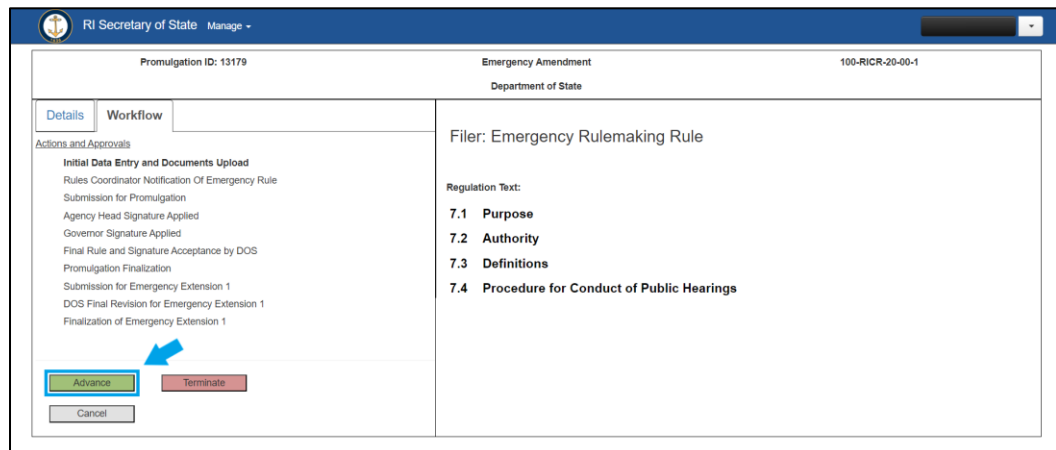 RI Secretary of State Manage
Promulgation ID: 13179 Emergency Amendment 100-RICR-20-00-1
Department of State
Details Workflow
Actions and Approvals
Initial Data Entry and Documents Upload
Rules Coordinator Notification Of Emergency Rule
Submission for Promulgation
Agency Head Signature Applied
Governor Signature Applied
Final Rule and Signature Acceptance by DOS
Promulgation Finalization
Submission for Emergency Extension 1
DOS Final Revision for Emergency Extension 1
Finalization of Emergency Extension 1
Advance Terminate
Cancel
Filer: Emergency Rulemaking Rule
Regulation Text:
7.1 Purpose
7.2 Authority
7.3 Definitions
7.4 Procedure for Conduct of Public Hearings